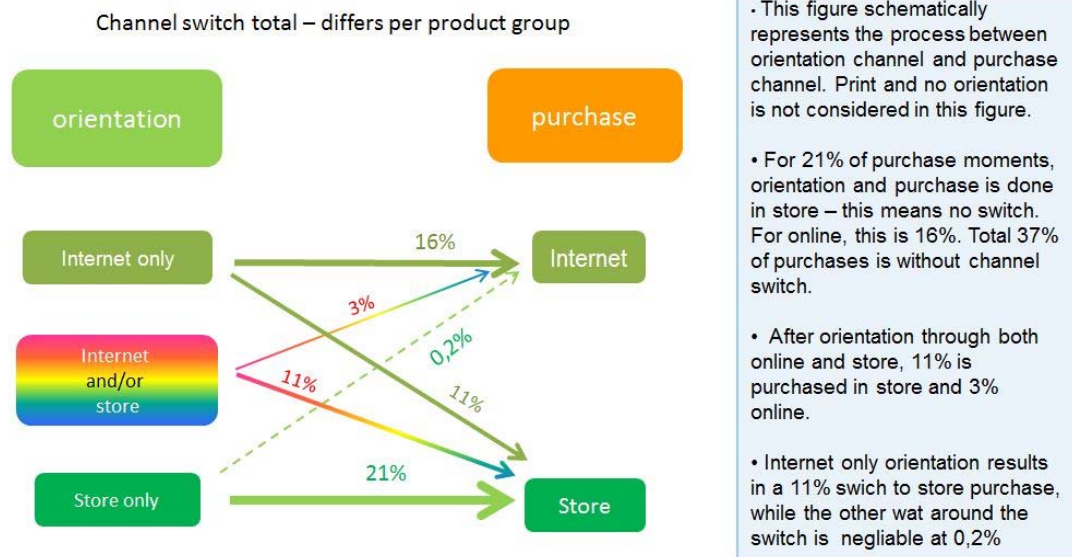 Channel switch total – differs per product group
orientation
purchase
Internet only
16%
Internet
3%
0,2%
Internet
and/or
store
11%
11%
Store only
21%
Store
• This figure schematically
represents the process between
orientation channel and purchase
channel. Print and no orientation
is not considered in this figure.
• For 21% of purchase moments,
orientation and purchase is done
in store – this means no switch.
For online, this is 16%. Total 37%
of purchases is without channel
switch.
• After orientation through both
online and store, 11% is
purchased in store and 3%
online.
• Internet only orientation results
in a 11% swich to store purchase,
while the other wat around the
switch is negliable at 0,2%